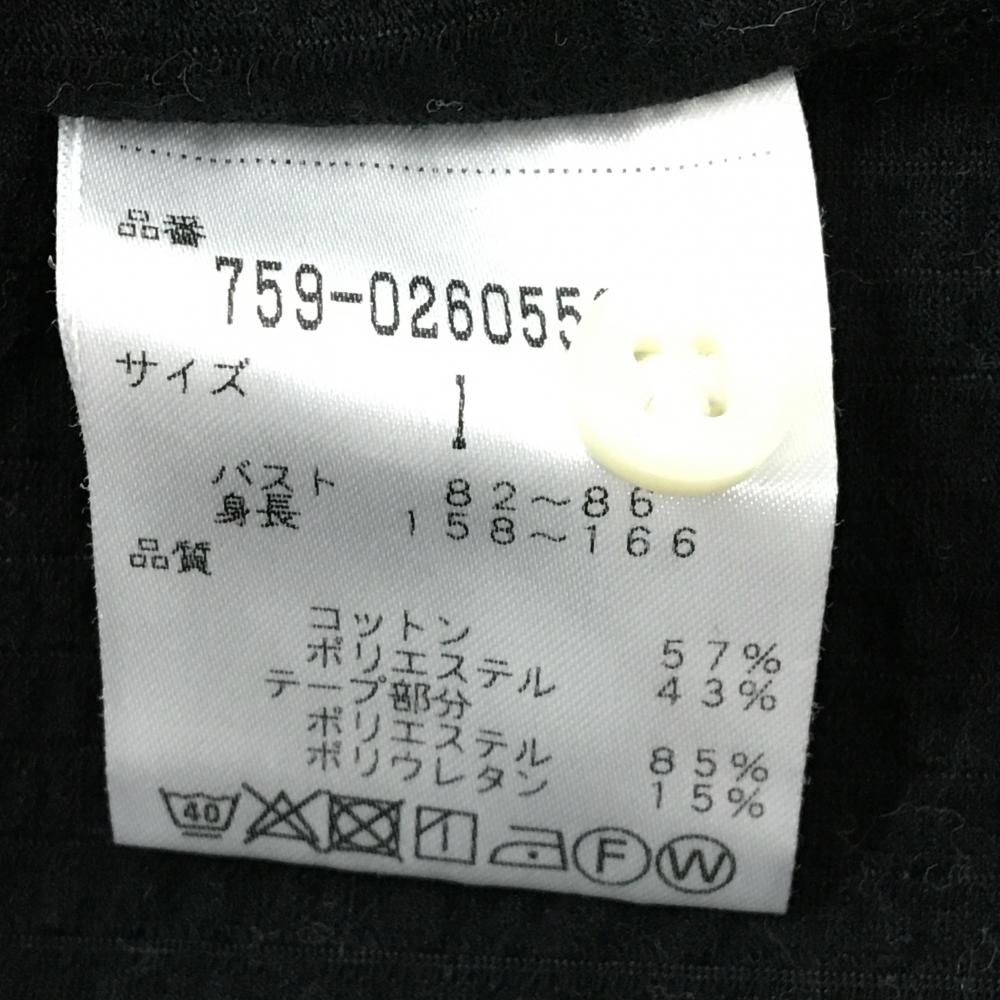 品番
759-026055
サイズ
1
バスト 82～86
身長 158～166
品質
コットン 57%
ポリエステル 43%
テープ部分
ポリエステル 85%
ポリウレタン 15%
40 F W